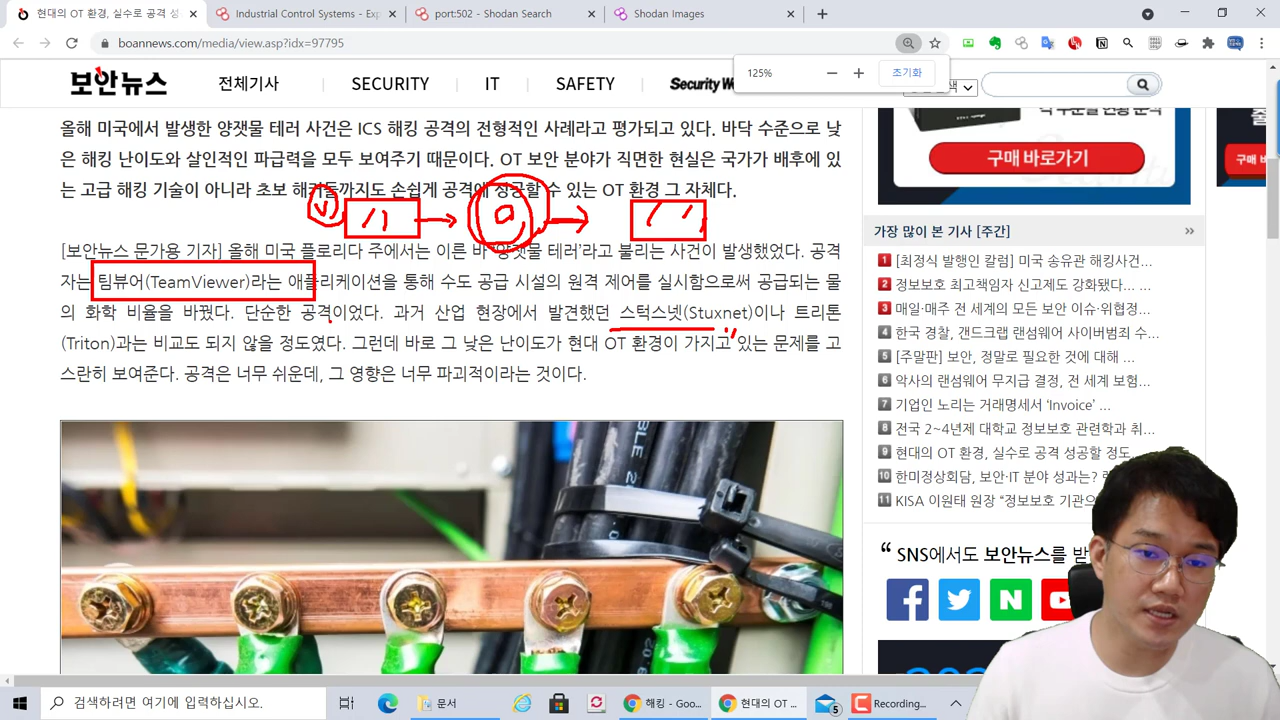 현대의 OT 환경, 실수로 공격 성
Industrial Control Systems - Exp
port:502 - Shodan Search
Shodan Images
boannews.com/media/view.asp?idx=97795
125%
초기화
보안뉴스
전체기사
SECURITY
IT
SAFETY
구매 바로가기
구매
올해 미국에서 발생한 양잿물 테러 사건은 ICS 해킹 공격의 전형적인 사례라고 평가되고 있다. 바닥 수준으로 낮
은 해킹 난이도와 살인적인 파급력을 모두 보여주기 때문이다. OT 보안 분야가 직면한 현실은 국가가 배후에 있
는 고급 해킹 기술이 아니라 초보 해커들까지도 손쉽게 공격에 성공할 수 있는 OT 환경 그 자체다.
V
[보안뉴스 문가용 기자] 올해 미국 플로리다 주에서는 이른 바 '양잿물 테러'라고 불리는 사건이 발생했었다. 공격
자는 팀뷰어(TeamViewer)라는 애플리케이션을 통해 수도 공급 시설의 원격 제어를 실시함으로써 공급되는 물
의 화학 비율을 바꿨다. 단순한 공격이었다. 과거 산업 현장에서 발견했던 스턱스넷(Stuxnet)이나 트리톤
(Triton)과는 비교도 되지 않을 정도였다. 그런데 바로 그 낮은 난이도가 현대 OT 환경이 가지고 있는 문제를 고
스란히 보여준다. 공격은 너무 쉬운데, 그 영향은 너무 파괴적이라는 것이다.
가장 많이 본 기사 [주간]
1 [최정식 발행인 칼럼] 미국 송유관 해킹사건...
2 정보보호 최고책임자 신고제도 강화됐다... ...
3 매일·매주 전 세계의 모든 보안 이슈·위협정...
4 한국 경찰, 갠드크랩 랜섬웨어 사이버범죄 수...
5 [주말판] 보안, 정말로 필요한 것에 대해 ...
6 악사의 랜섬웨어 무지급 결정, 전 세계 보험...
7 기업인 노리는 거래명세서 'Invoice' ...
8 전국 2~4년제 대학교 정보보호 관련학과 취...
9 현대의 OT 환경, 실수로 공격 성공할 정도
10 한미정상회담, 보안·IT 분야 성과는?
11 KISA 이원태 원장 “정보보호 기관으
“ SNS에서도 보안뉴스를 받
ABLE
검색하려면 여기에 입력하십시오.
문서
해킹 - Goo...
현대의 OT ...
5
Recording...